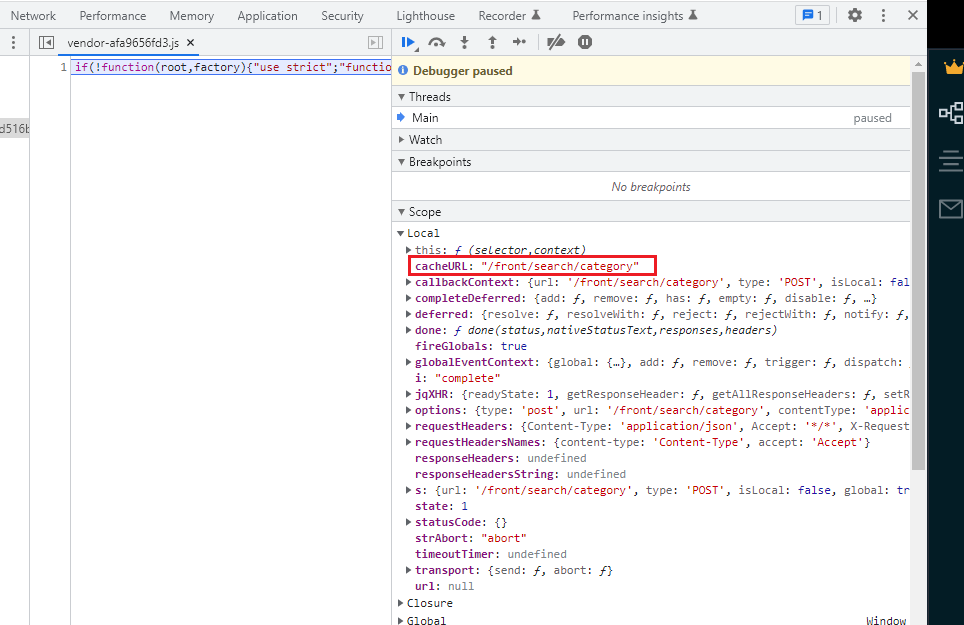 Network Performance Memory Application Security Lighthouse Recorder Performance insights 1
vendor-afa9656fd3.js
1 if(!function(root,factory){"use strict";"functio
d516b
Debugger paused
Threads
Main paused
Watch
Breakpoints
No breakpoints
Scope
Local
this: ƒ (selector,context)
cacheURL: "/front/search/category"
callbackContext: {url: '/front/search/category', type: 'POST', isLocal: fal
completeDeferred: {add: ƒ, remove: ƒ, has: ƒ, empty: ƒ, disable: ƒ, …}
deferred: {resolve: ƒ, resolveWith: ƒ, reject: ƒ, rejectWith: ƒ, notify: ƒ,
done: ƒ done(status,nativeStatusText,responses,headers)
fireGlobals: true
globalEventContext: {global: {…}, add: ƒ, remove: ƒ, trigger: ƒ, dispatch:
i: "complete"
jqXHR: {readyState: 1, getResponseHeader: ƒ, getAllResponseHeaders: ƒ, setR
options: {type: 'post', url: '/front/search/category', contentType: 'applic
requestHeaders: {Content-Type: 'application/json', Accept: '*/*', X-Request
requestHeadersNames: {content-type: 'Content-Type', accept: 'Accept'}
responseHeaders: undefined
responseHeadersString: undefined
s: {url: '/front/search/category', type: 'POST', isLocal: false, global: tr
state: 1
statusCode: {}
strAbort: "abort"
timeoutTimer: undefined
transport: {send: ƒ, abort: ƒ}
url: null
Closure
Global Window